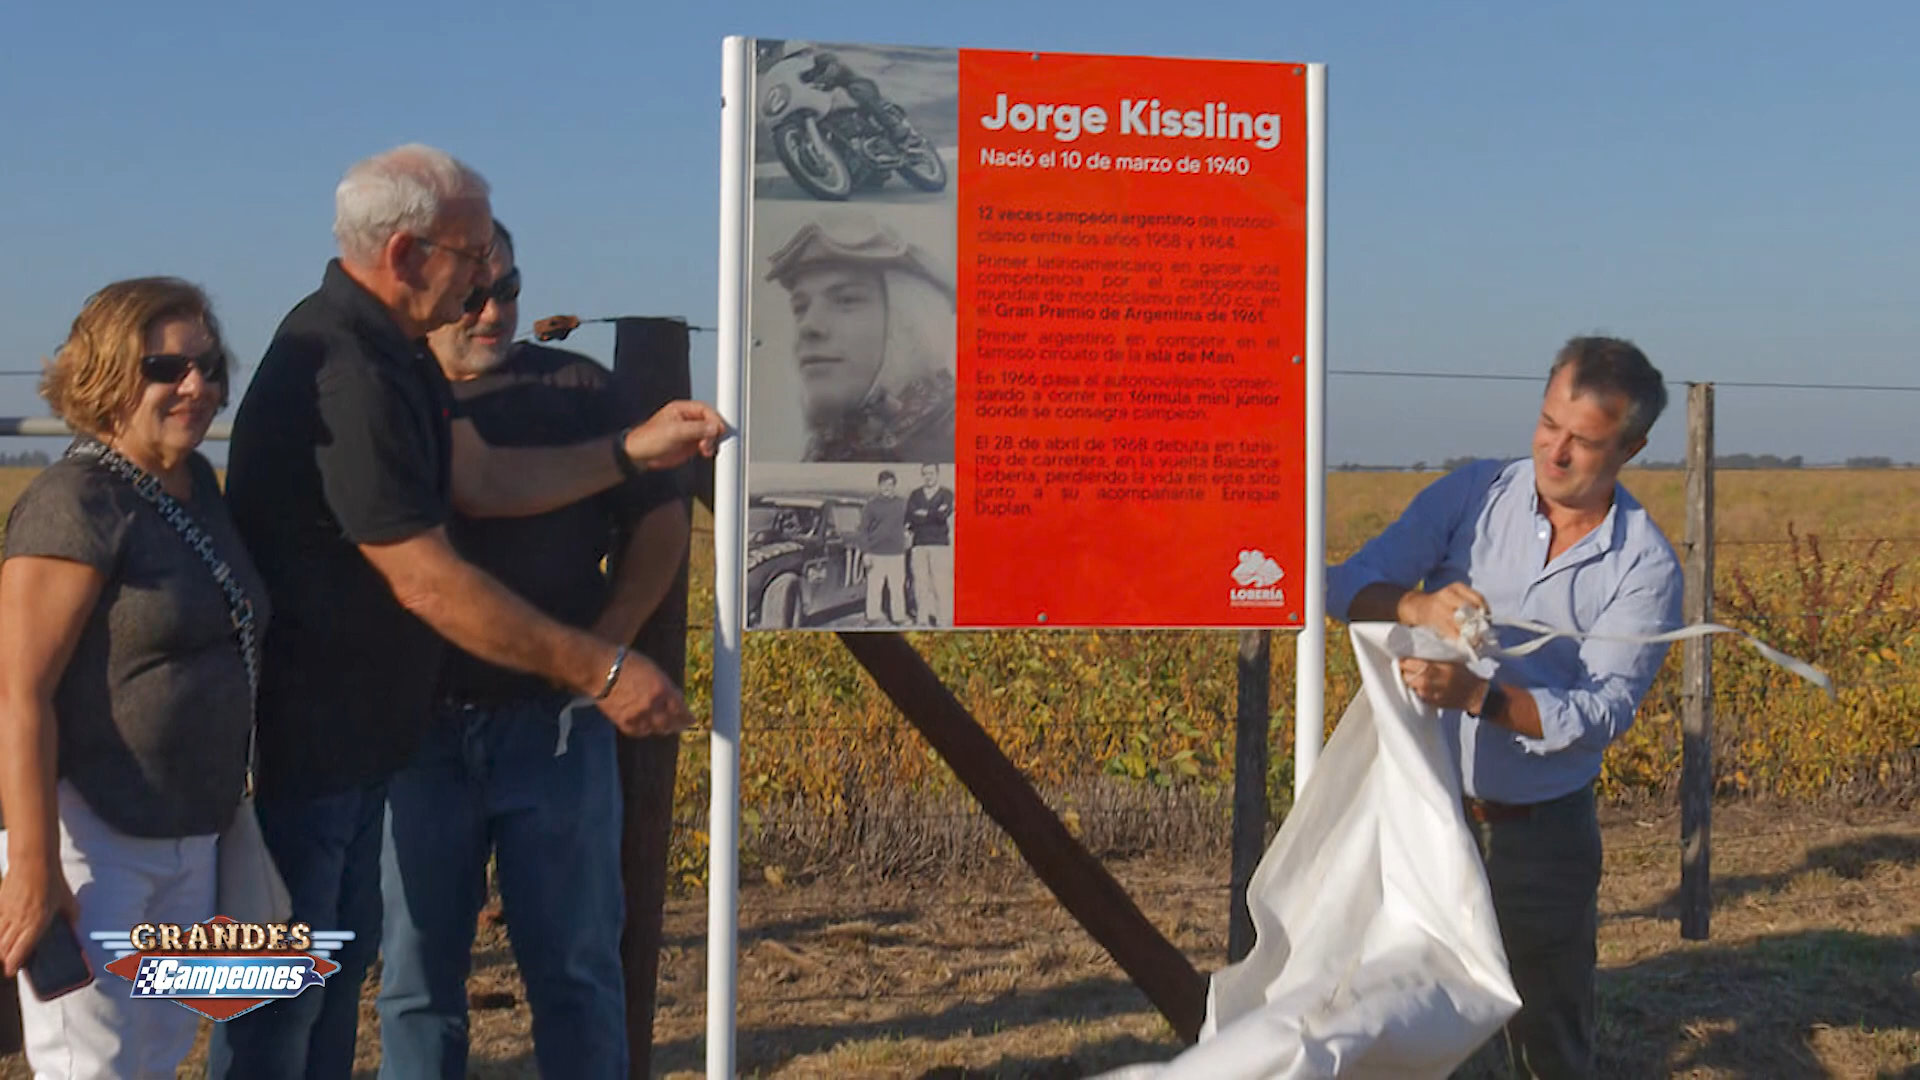 Jorge Kissling
Nació el 10 de marzo de 1940
12 veces campeón argentino de motoci-
clismo entre los años 1958 y 1964.
Primer latinoamericano en ganar una
competencia por el campeonato
mundial de motociclismo en 500 cc. en
el Gran Premio de Argentina de 1961.
Primer argentino en competir en el
famoso circuito de la isla de Man.
En 1966 pasa al automovilismo comen-
zando a correr en fórmula mini júnior
donde se consagra campeón.
El 28 de abril de 1968 debuta en turis-
mo de carretera, en la vuelta Balcarce
Lobería, perdiendo la vida en este sitio
junto a su acompañante Enrique
Duplan.
LOBERÍA
GRANDES
Campeones